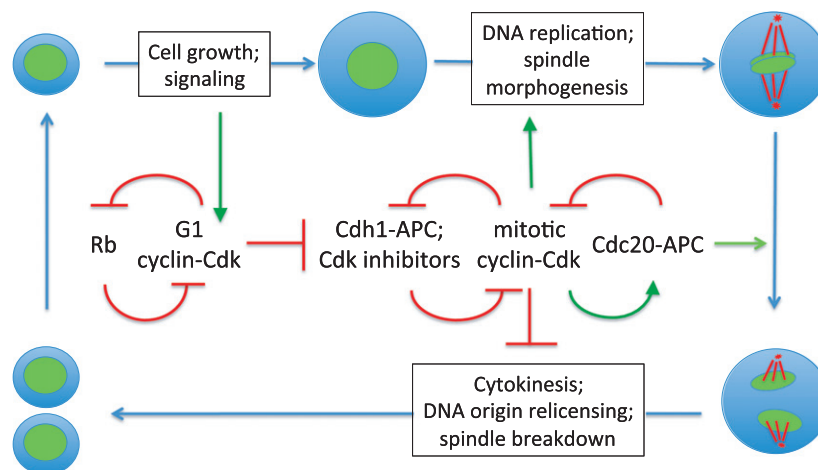 Cell growth;
signaling
DNA replication;
spindle
morphogenesis
Rb
G1
cyclin-Cdk
Cdh1-APC;
Cdk inhibitors
mitotic
cyclin-Cdk
Cdc20-APC
Cytokinesis;
DNA origin relicensing;
spindle breakdown